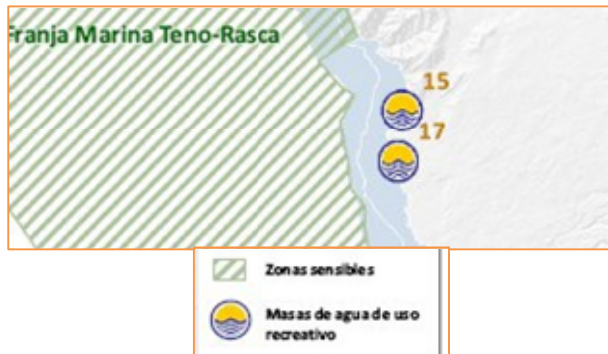 Franja Marina Teno-Rasca
15
17
Zonas sensibles
Masas de agua de uso
recreativo